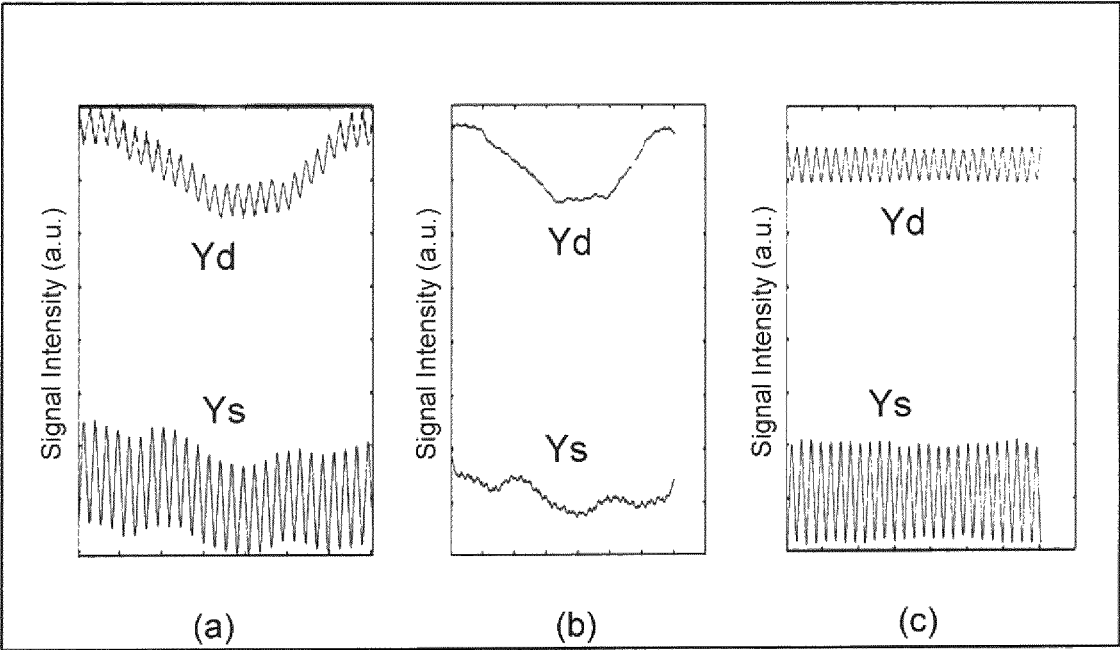 Signal Intensity (a.u.)
Yd
Ys
(a)
Signal Intensity (a.u.)
Yd
Ys
(b)
Signal Intensity (a.u.)
Yd
Ys
(c)